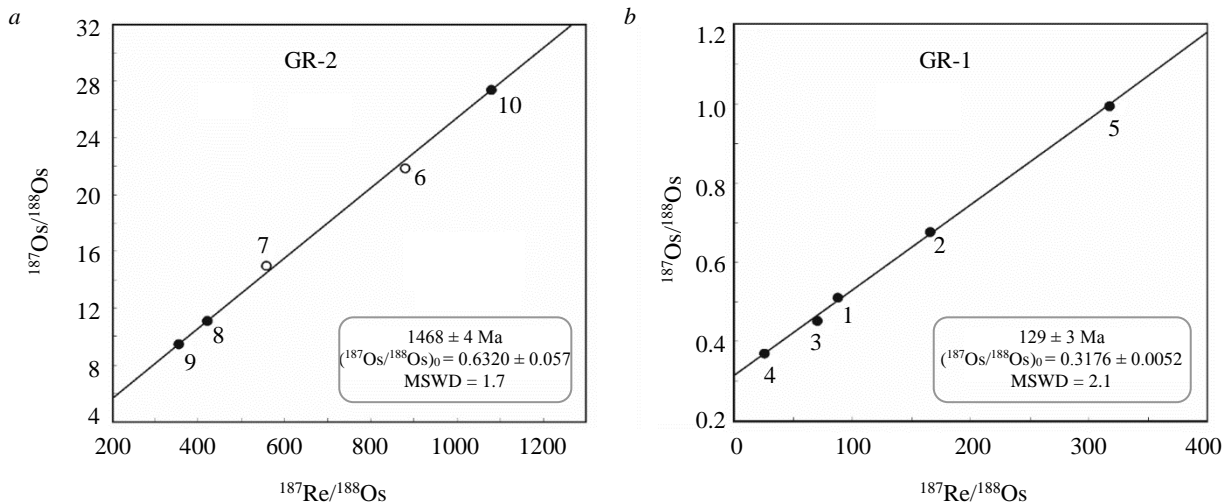 a
GR-2
32
28
24
20
16
12
8
4
200 400 600 800 1000 1200
¹⁸⁷Os/¹⁸⁸Os
¹⁸⁷Re/¹⁸⁸Os
10
6
7
8
9
1468 ± 4 Ma
(¹⁸⁷Os/¹⁸⁸Os)₀ = 0.6320 ± 0.057
MSWD = 1.7
b
GR-1
1.2
1.0
0.8
0.6
0.4
0.2
0 100 200 300 400
¹⁸⁷Os/¹⁸⁸Os
¹⁸⁷Re/¹⁸⁸Os
5
2
1
3
4
129 ± 3 Ma
(¹⁸⁷Os/¹⁸⁸Os)₀ = 0.3176 ± 0.0052
MSWD = 2.1